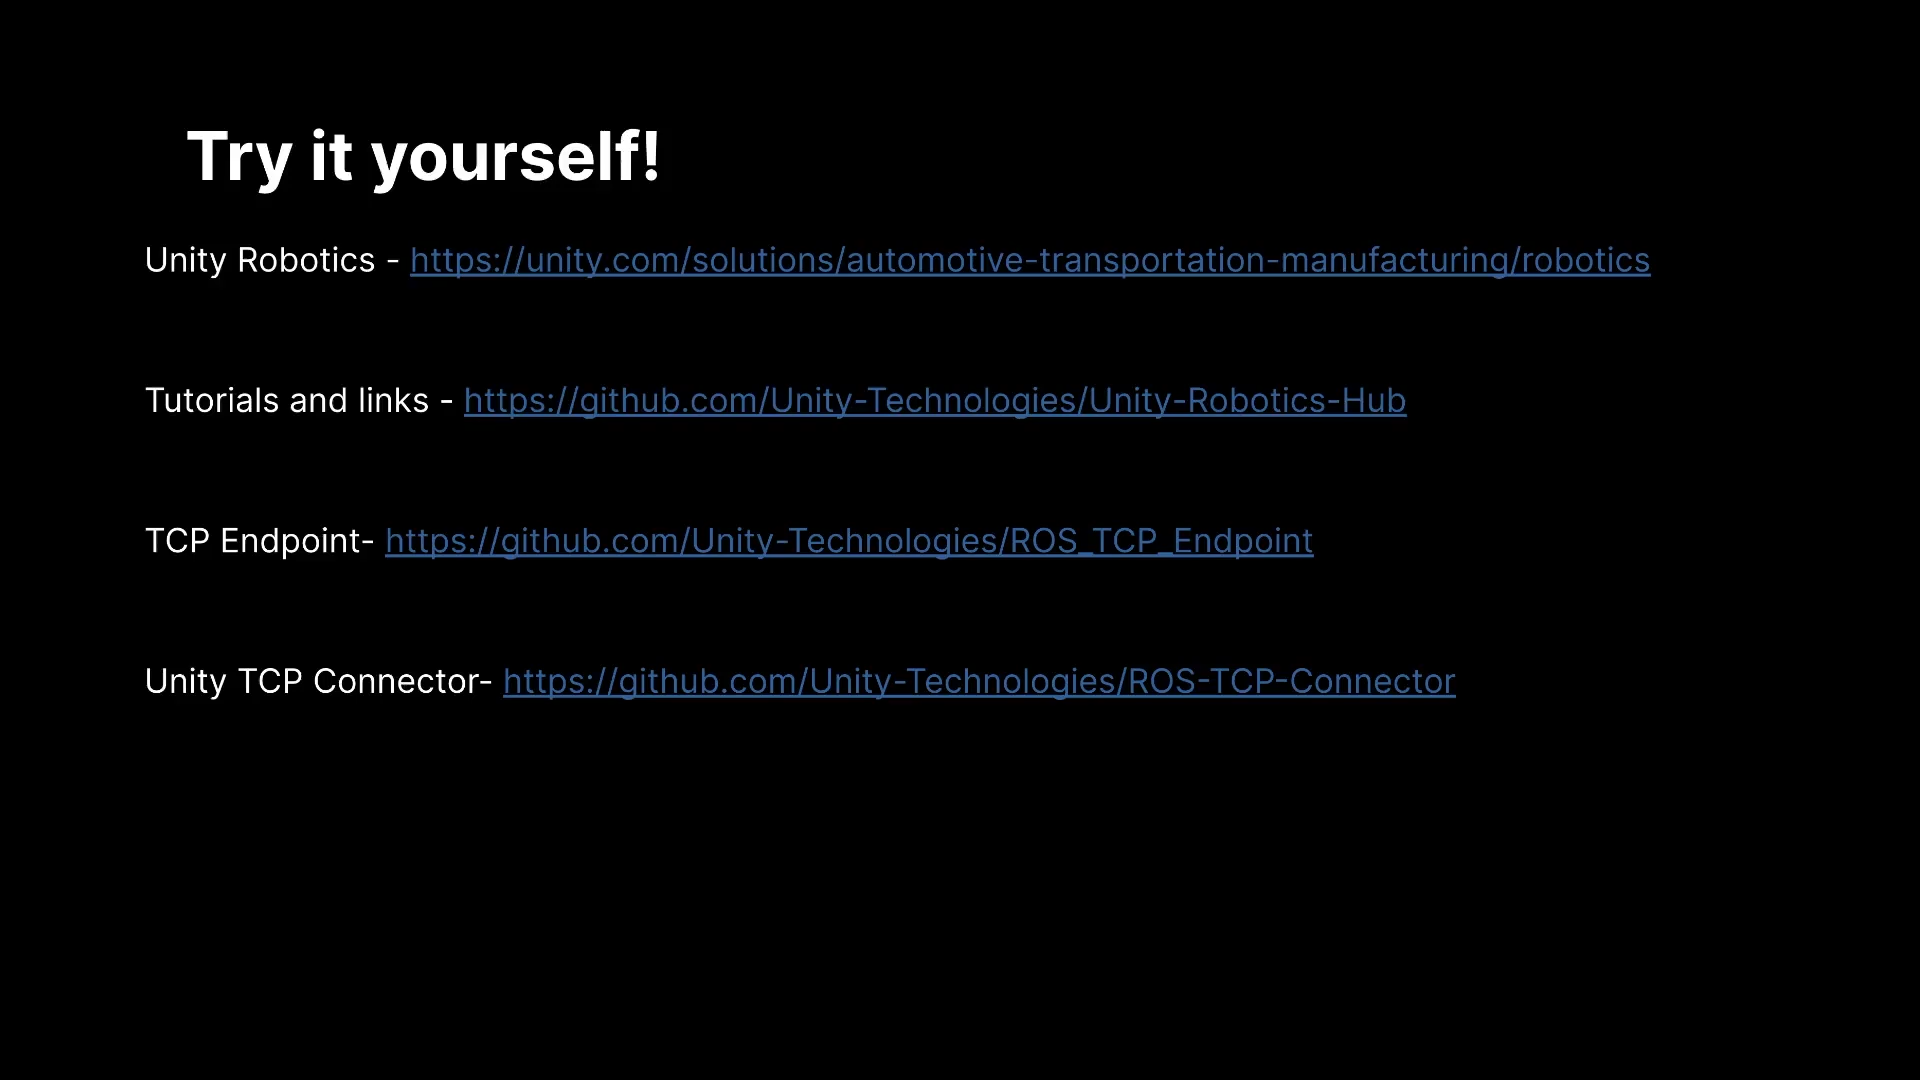 Try it yourself!
Unity Robotics - https://unity.com/solutions/automotive-transportation-manufacturing/robotics
Tutorials and links - https://github.com/Unity-Technologies/Unity-Robotics-Hub
TCP Endpoint- https://github.com/Unity-Technologies/ROS_TCP_Endpoint
Unity TCP Connector- https://github.com/Unity-Technologies/ROS-TCP-Connector